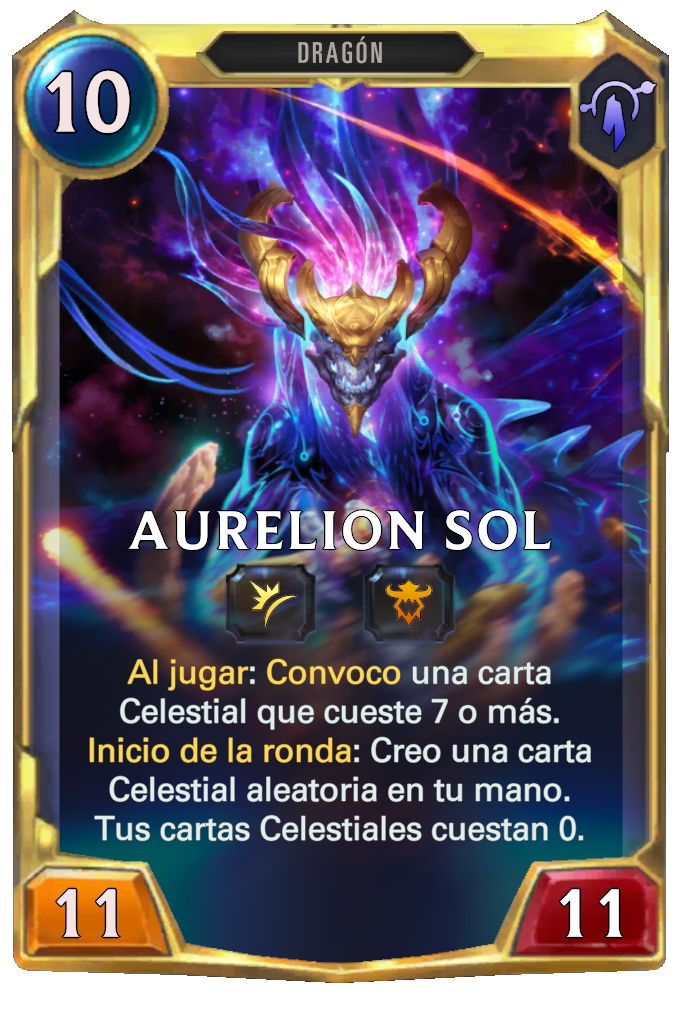 DRAGÓN
10
AURELION SOL
Al jugar: Convoco una carta
Celestial que cueste 7 o más.
Inicio de la ronda: Creo una carta
Celestial aleatoria en tu mano.
Tus cartas Celestiales cuestan 0.
11
11